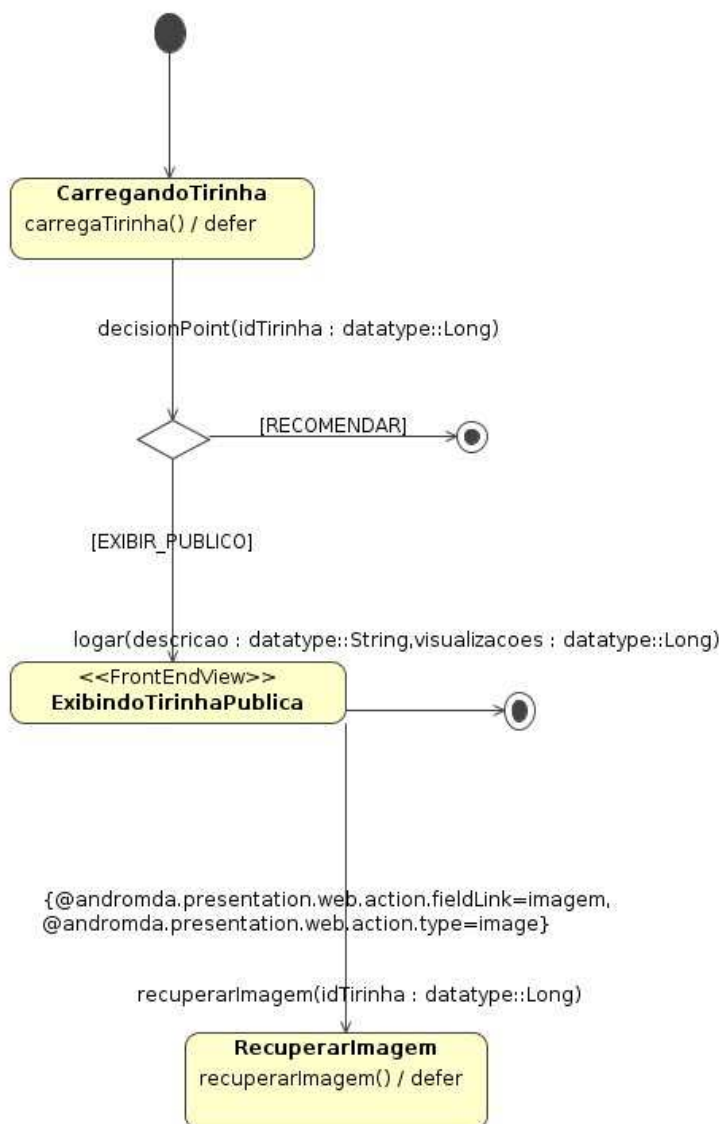 CarregandoTirinha
carregaTirinha() / defer
decisionPoint(idTirinha : datatype::Long)
[RECOMENDAR]
[EXIBIR_PUBLICO]
logar(descricao : datatype::String,visualizacoes : datatype::Long)
<<FrontEndView>>
ExibindoTirinhaPublica
{@andromda.presentation.web.action.fieldLink=imagem,
@andromda.presentation.web.action.type=image}
recuperarImagem(idTirinha : datatype::Long)
RecuperarImagem
recuperarImagem() / defer